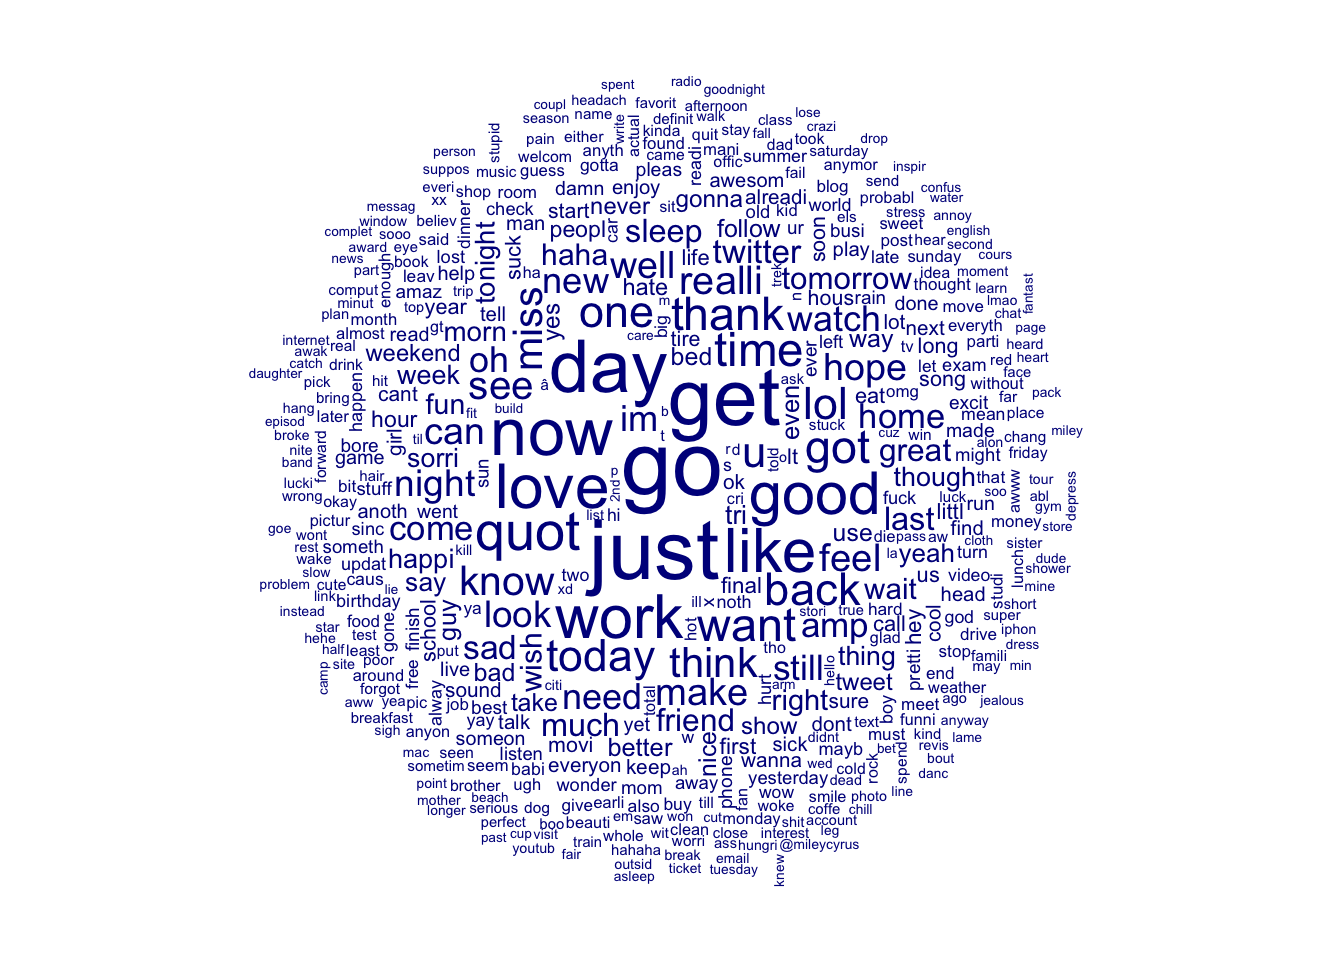 spent radio goodnight
coupl headach favorit afternoon
season name definit walk class lose
stupid pain either write actual kinda quit stay fall crazi
person welcom anyth found came mani dad took drop
suppos music guess gotta pleas readi offic summer saturday anymor inspir
everi shop room damn enjoy awesom fail blog send confus
messag xx check start never sit gonna alreadi old kid world probabl water
window believ dinner man peopl car sleep follow ur els busi soon sweet stress annoy
complet sooo said suck haha well life twitter play post hear english
award eye lost tonight ha new hate realli trek tomorrow late sunday second cours
news book help idea moment
part leav enough amaz trip miss yes one m big thank n hous rain thought learn fantast
comput minut top year tell watch done move lmao
plan month gt morn care tire time lot next everyth chat page
internet almost read oh bed ever left way tv long parti heard
awak real weekend day hope let exam red heart
catch drink week see â get ask song without face
daughter pick hit cant fun fit build im b even lol eat omg excit far pack
bring happen hour can now t stuck home mean place
hang later girl til go rd u told olt got cuz win made alon chang miley
episod broke forward bore game sorri s great might friday
nite band hair sun night love p 2nd ok good though that awww tour
lucki wrong bit stuff cri fuck luck soo abl depress
okay anoth went list hi tri last littl run gym
goe pictur sinc come quot just like use die pass aw find money store
wont rest someth happi kill feel la yeah turn cloth sister dude
wake updat know two xd final back wait us video studi lunch shower
slow cute caus lie say
problem link birthday ya look work ill x noth stori true hard head short mine
instead food gone finish school guy hot want amp call god super iphon
star test glad hey cool drive dress
hehe half least put sad wish today think tho still hello thing pretti stop famili
camp site poor free live bad citi hurt arm tweet end may min
around forgot alway sound take need total make right sure boy weather
aww yea pic job best meet ago jealous
breakfast yay talk much yet friend show dont text funni anyway
sigh anyon someon w nice first sick didnt mayb must kind lame
mac seen listen movi better wanna bet revis bout
sometim seem babi everyon keep ah phone wed cold rock spend danc
point brother ugh wonder mom away fan yesterday dead line
mother beach dog give earli also buy till wow woke smile photo
longer serious em saw won cut monday coffe chill
perfect boo beauti shit account
past cup visit whole wit clean close interest leg
youtub train worri ass hungri @mileycyrus
fair hahaha break email
outsid ticket tuesday knew
asleep